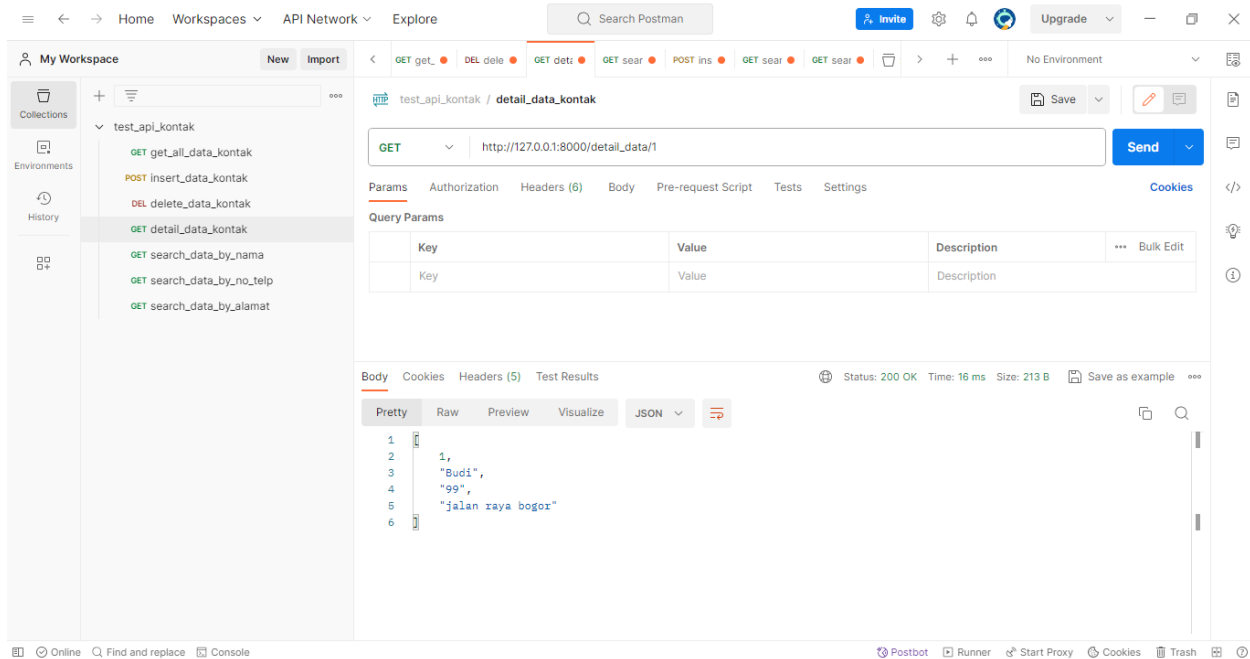 Home Workspaces API Network Explore Search Postman Invite Upgrade
My Workspace New Import
GET get_ DEL dele GET deta GET sear POST ins GET sear GET sear No Environment
Collections
Environments
History
test_api_kontak
GET get_all_data_kontak
POST insert_data_kontak
DEL delete_data_kontak
GET detail_data_kontak
GET search_data_by_nama
GET search_data_by_no_telp
GET search_data_by_alamat
HTTP test_api_kontak / detail_data_kontak Save
GET http://127.0.0.1:8000/detail_data/1 Send
Params Authorization Headers (6) Body Pre-request Script Tests Settings Cookies
Query Params
Key Value Description Bulk Edit
Key Value Description
Body Cookies Headers (5) Test Results Status: 200 OK Time: 16 ms Size: 213 B Save as example
Pretty Raw Preview Visualize JSON
1 [
2 1,
3 "Budi",
4 "99",
5 "jalan raya bogor"
6 ]
Online Find and replace Console Postbot Runner Start Proxy Cookies Trash